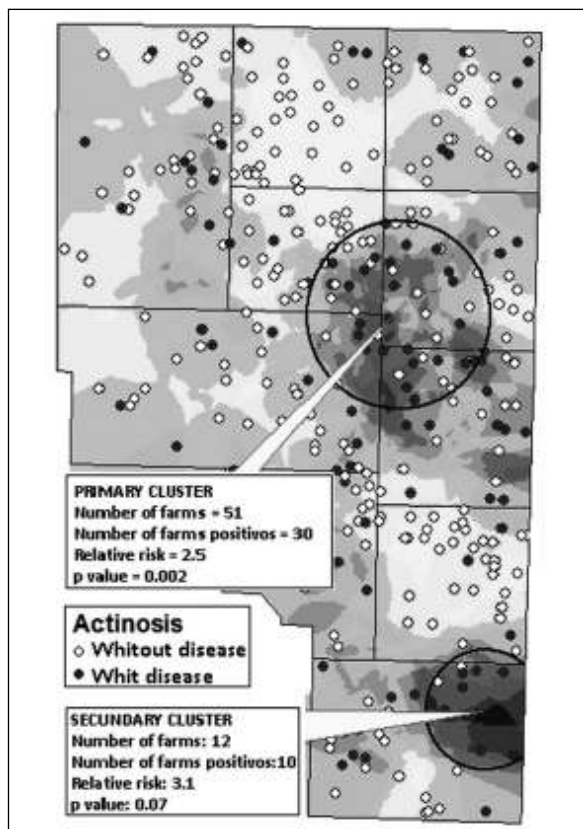 PRIMARY CLUSTER
Number of farms = 51
Number of farms positivos = 30
Relative risk = 2.5
p value = 0.002
Actinosis
Whitout disease
Whit disease
SECUNDARY CLUSTER
Number of farms: 12
Number of farms positivos:10
Relative risk: 3.1
p value: 0.07